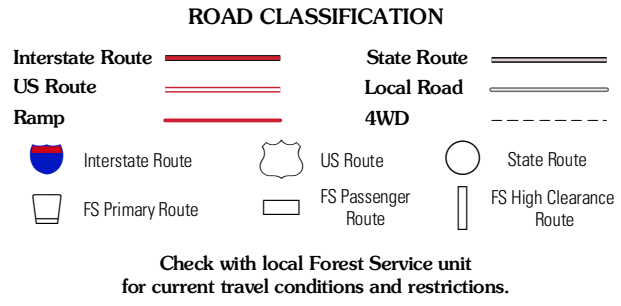 ROAD CLASSIFICATION
Interstate Route
State Route
US Route
Local Road
Ramp
4WD
Interstate Route
US Route
State Route
FS Primary Route
FS Passenger
Route
FS High Clearance
Route
Check with local Forest Service unit
for current travel conditions and restrictions.